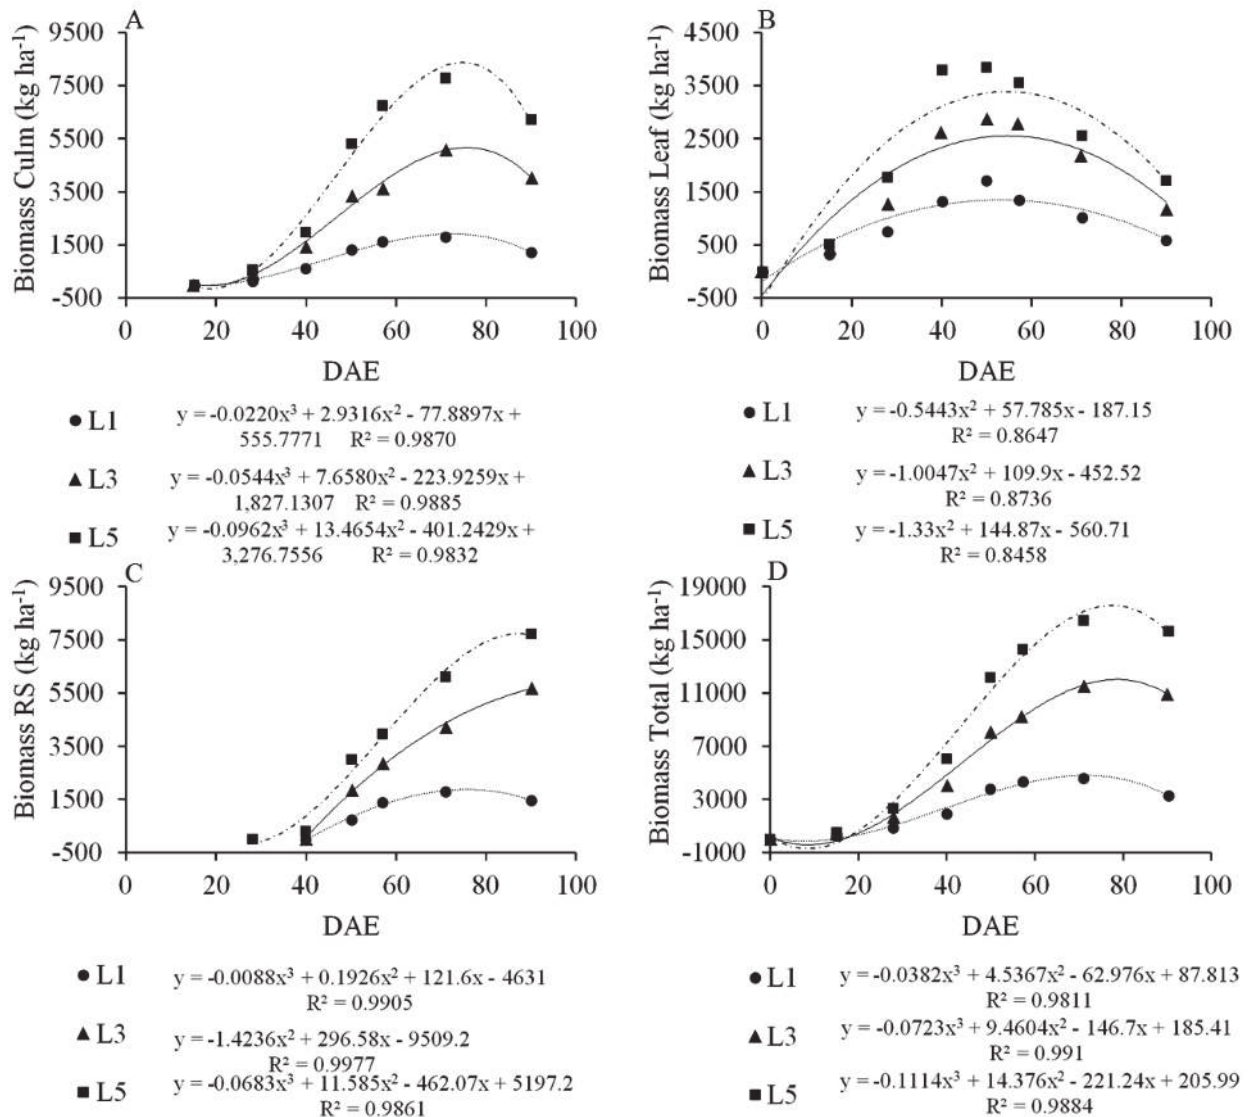 A
Biomass Culm (kg ha⁻¹)
9500
7500
5500
3500
1500
-500
0 20 40 60 80 100
DAE
L1 y = -0.0220x³ + 2.9316x² - 77.8897x +
555.7771 R² = 0.9870
L3 y = -0.0544x³ + 7.6580x² - 223.9259x +
1,827.1307 R² = 0.9885
L5 y = -0.0962x³ + 13.4654x² - 401.2429x +
3,276.7556 R² = 0.9832
B
Biomass Leaf (kg ha⁻¹)
4500
3500
2500
1500
500
-500
0 20 40 60 80 100
DAE
L1 y = -0.5443x² + 57.785x - 187.15
R² = 0.8647
L3 y = -1.0047x² + 109.9x - 452.52
R² = 0.8736
L5 y = -1.33x² + 144.87x - 560.71
R² = 0.8458
C
Biomass RS (kg ha⁻¹)
9500
7500
5500
3500
1500
-500
0 20 40 60 80 100
DAE
L1 y = -0.0088x³ + 0.1926x² + 121.6x - 4631
R² = 0.9905
L3 y = -1.4236x² + 296.58x - 9509.2
R² = 0.9977
L5 y = -0.0683x³ + 11.585x² - 462.07x + 5197.2
R² = 0.9861
D
Biomass Total (kg ha⁻¹)
19000
15000
11000
7000
3000
-1000
0 20 40 60 80 100
DAE
L1 y = -0.0382x³ + 4.5367x² - 62.976x + 87.813
R² = 0.9811
L3 y = -0.0723x³ + 9.4604x² - 146.7x + 185.41
R² = 0.991
L5 y = -0.1114x³ + 14.376x² - 221.24x + 205.99
R² = 0.9884